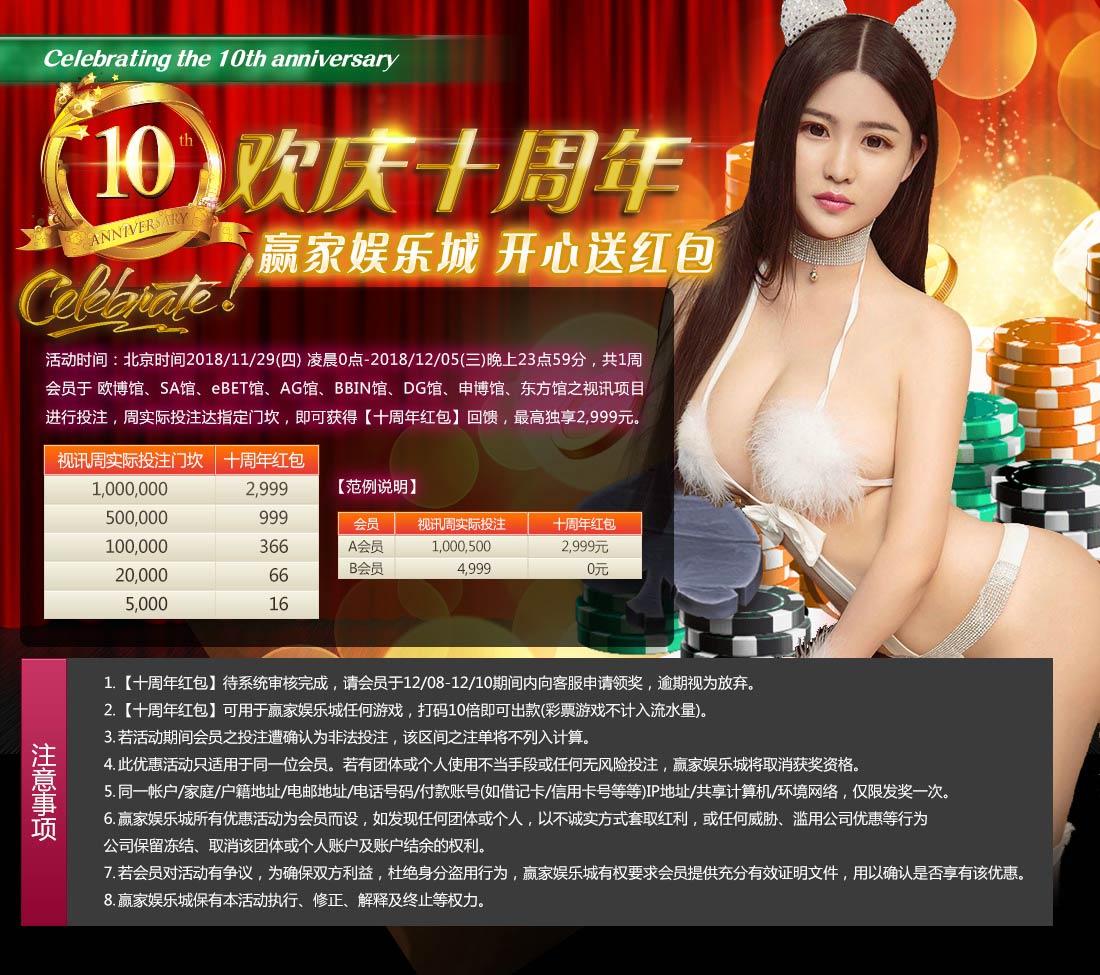 Celebrating the 10th anniversary
10th
ANNIVERSARY
Celebrate!
欢庆十周年
赢家娱乐城 开心送红包
活动时间：北京时间2018/11/29(四) 凌晨0点-2018/12/05(三)晚上23点59分，共1周
会员于 欧博馆、SA馆、eBET馆、AG馆、BBIN馆、DG馆、申博馆、东方馆之视讯项目
进行投注，周实际投注达指定门坎，即可获得【十周年红包】回馈，最高独享2,999元。
视讯周实际投注门坎 十周年红包
1,000,000 2,999
500,000 999
100,000 366
20,000 66
5,000 16
【范例说明】
会员 视讯周实际投注 十周年红包
A会员 1,000,500 2,999元
B会员 4,999 0元
注意事项
1.【十周年红包】待系统审核完成，请会员于12/08-12/10期间内向客服申请领奖，逾期视为放弃。
2.【十周年红包】可用于赢家娱乐城任何游戏，打码10倍即可出款(彩票游戏不计入流水量)。
3.若活动期间会员之投注遭确认为非法投注，该区间之注单将不列入计算。
4.此优惠活动只适用于同一位会员。若有团体或个人使用不当手段或任何无风险投注，赢家娱乐城将取消获奖资格。
5.同一帐户/家庭/户籍地址/电邮地址/电话号码/付款账号(如借记卡/信用卡号等等)IP地址/共享计算机/环境网络，仅限发奖一次。
6.赢家娱乐城所有优惠活动为会员而设，如发现任何团体或个人，以不诚实方式套取红利，或任何威胁、滥用公司优惠等行为
公司保留冻结、取消该团体或个人账户及账户结余的权利。
7.若会员对活动有争议，为确保双方利益，杜绝身分盗用行为，赢家娱乐城有权要求会员提供充分有效证明文件，用以确认是否享有该优惠。
8.赢家娱乐城保有本活动执行、修正、解释及终止等权力。